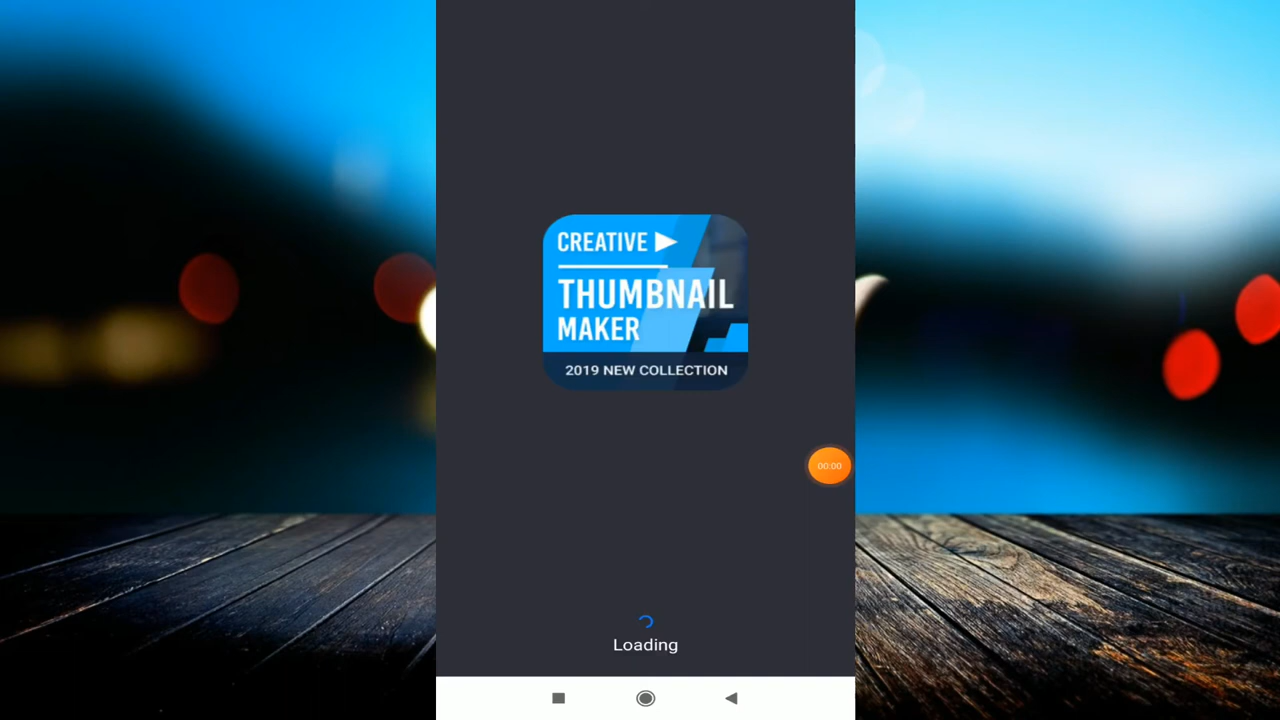 CREATIVE
THUMBNAIL
MAKER
2019 NEW COLLECTION
00:00
Loading